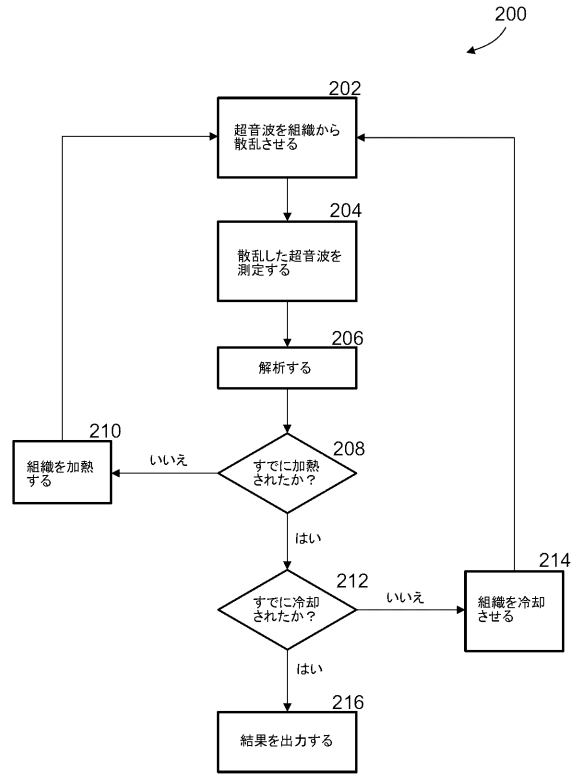 200
202
超音波を組織から
散乱させる
204
散乱した超音波を
測定する
206
解析する
208
すでに加熱
されたか？
いいえ
210
組織を加熱
する
はい
212
すでに冷却
されたか？
いいえ
214
組織を冷却
させる
はい
216
結果を出力する